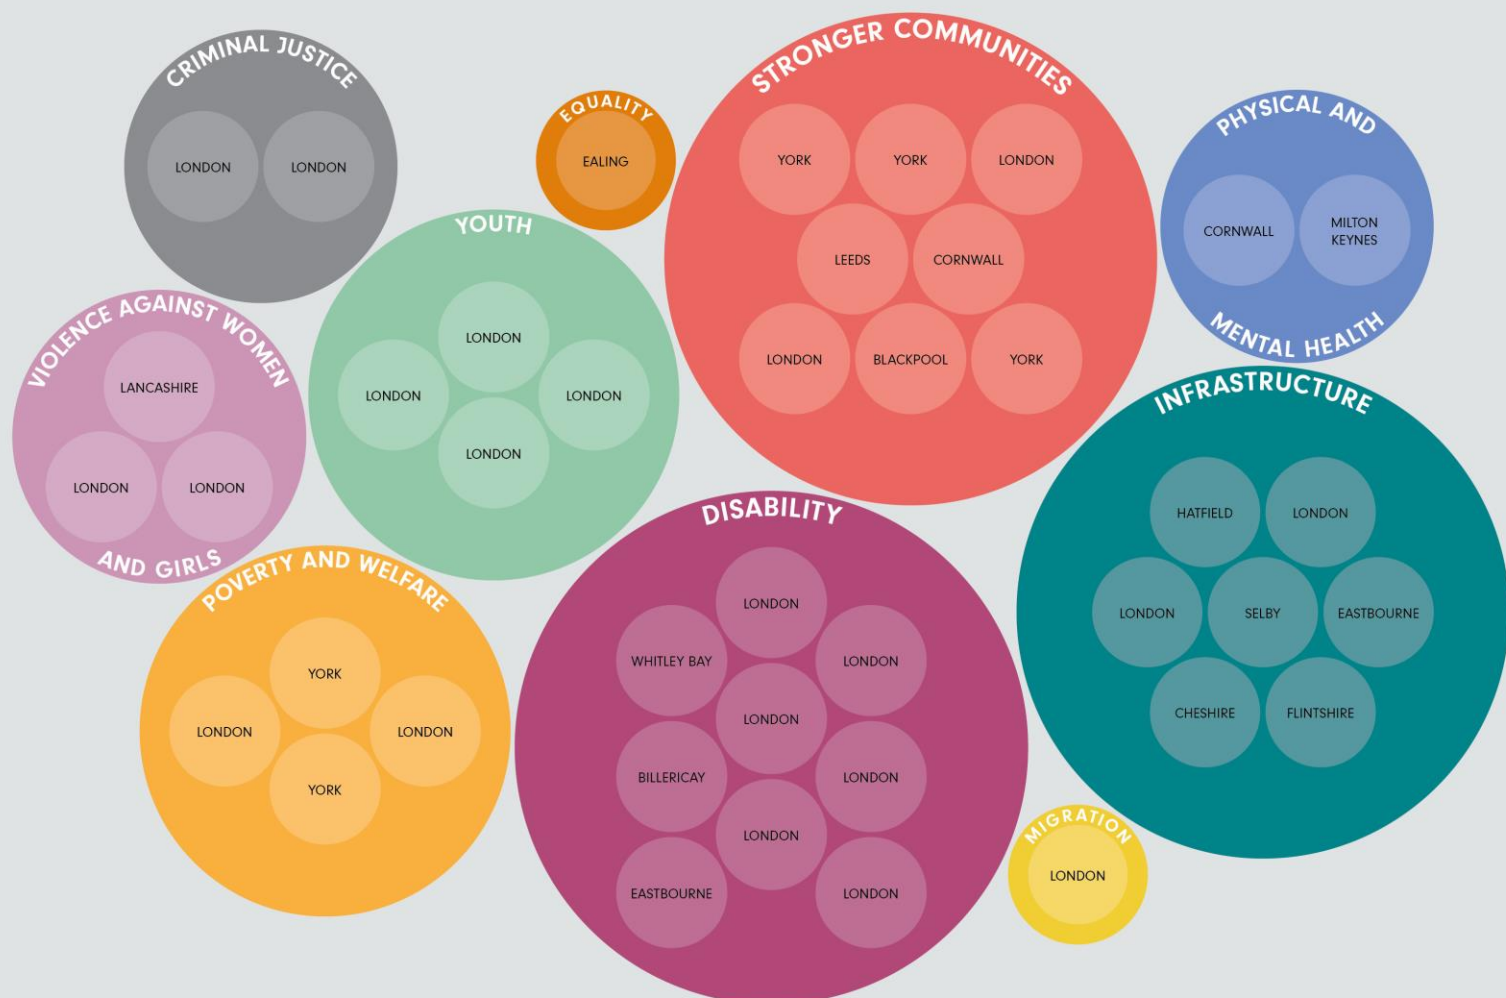 CRIMINAL JUSTICE
LONDON
LONDON
EQUALITY
EALING
STRONGER COMMUNITIES
YORK
YORK
LONDON
LEEDS
CORNWALL
LONDON
BLACKPOOL
YORK
PHYSICAL AND
CORNWALL
MILTON
KEYNES
MENTAL HEALTH
YOUTH
LONDON
LONDON
LONDON
LONDON
VIOLENCE AGAINST WOMEN
LANCASHIRE
LONDON
LONDON
AND GIRLS
INFRASTRUCTURE
HATFIELD
LONDON
LONDON
SELBY
EASTBOURNE
CHESHIRE
FLINTSHIRE
POVERTY AND WELFARE
YORK
LONDON
LONDON
YORK
DISABILITY
LONDON
WHITLEY BAY
LONDON
LONDON
BILLERICAY
LONDON
LONDON
EASTBOURNE
LONDON
MIGRATION
LONDON